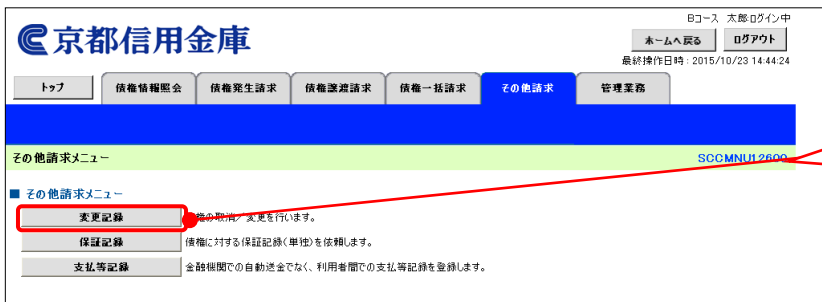 Bコース 太郎ログイン中
京都信用金庫
ホームへ戻る ログアウト
最終操作日時：2015/10/23 14:44:24
トップ 債権情報照会 債権発生請求 債権譲渡請求 債権一括請求 その他請求 管理業務
その他請求メニュー SCCMNU12600
■ その他請求メニュー
変更記録 権の取消／変更を行います。
保証記録 債権に対する保証記録（単独）を依頼します。
支払等記録 金融機関での自動送金でなく、利用者間での支払等記録を登録します。